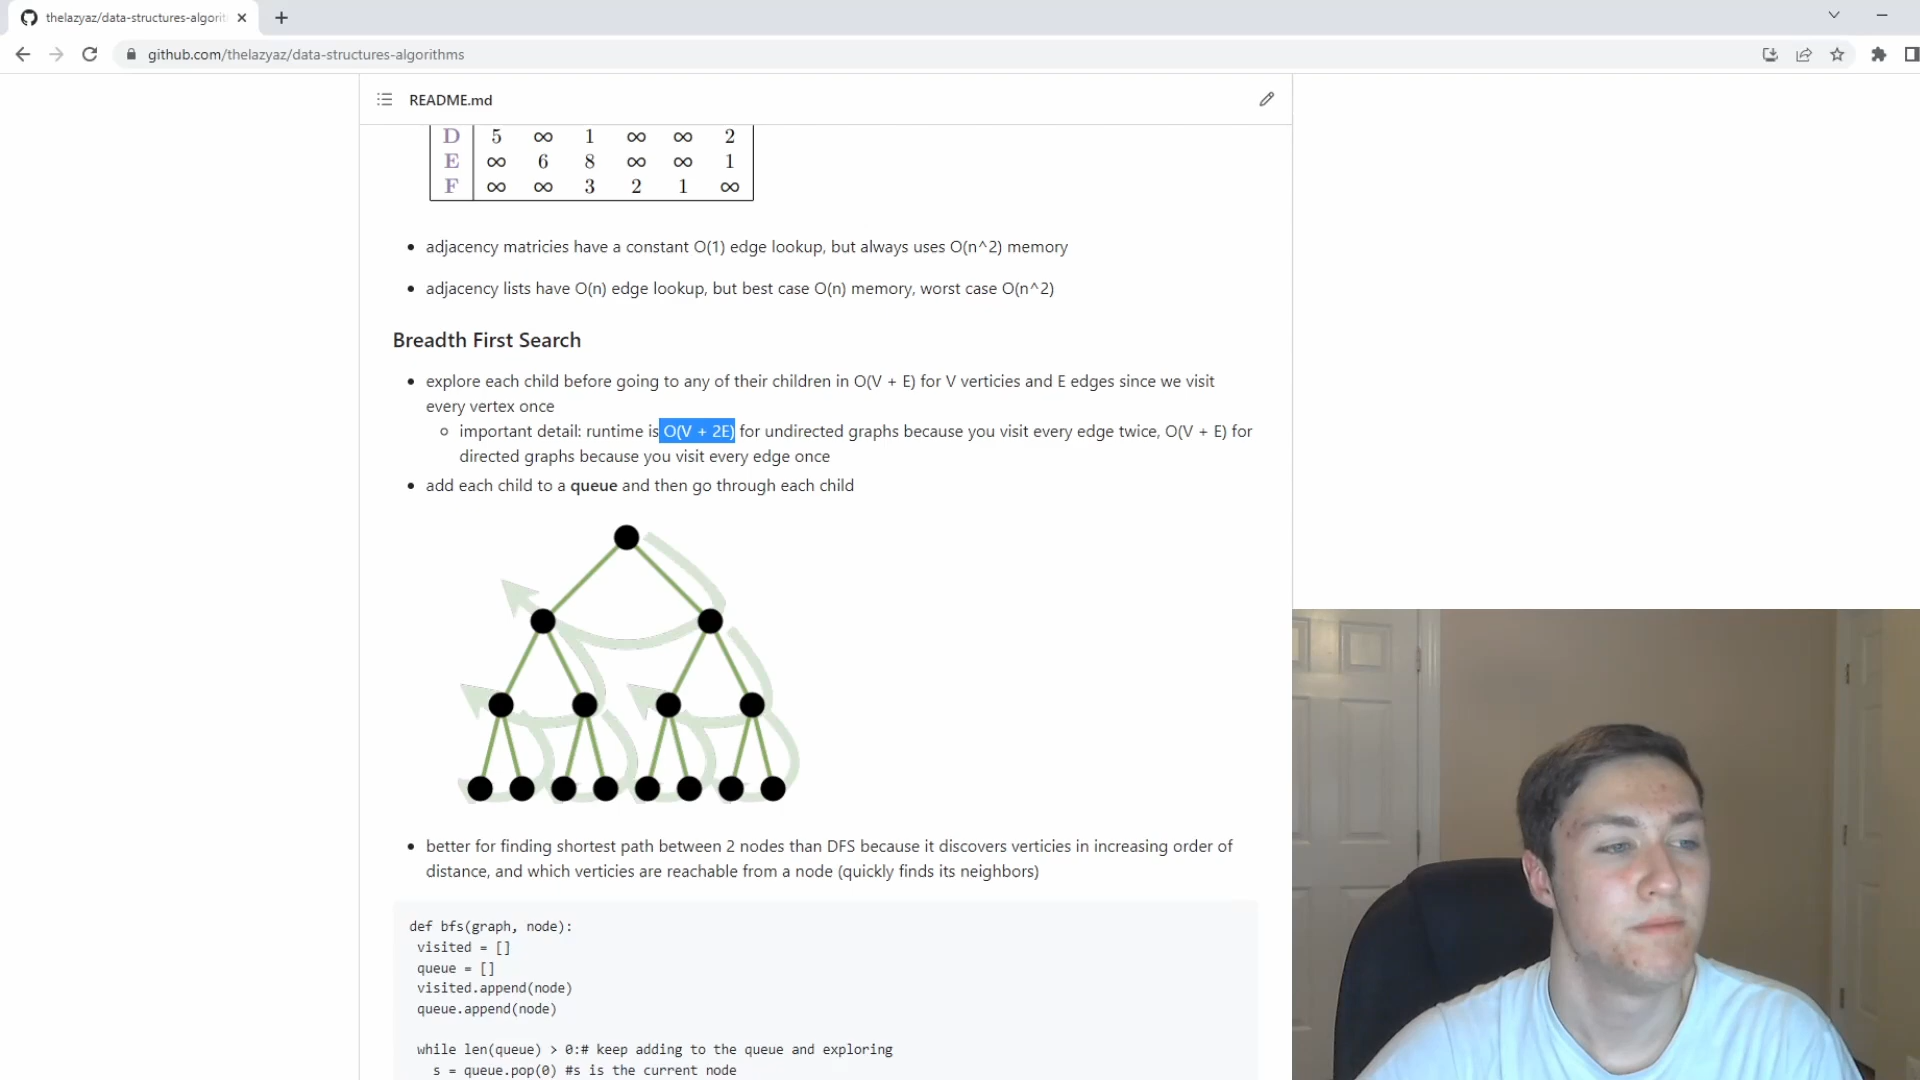 thelazyaz/data-structures-algorit
github.com/thelazyaz/data-structures-algorithms
README.md
D 5 ∞ 1 ∞ ∞ 2
E ∞ 6 8 ∞ ∞ 1
F ∞ ∞ 3 2 1 ∞
adjacency matricies have a constant O(1) edge lookup, but always uses O(n^2) memory
adjacency lists have O(n) edge lookup, but best case O(n) memory, worst case O(n^2)
Breadth First Search
explore each child before going to any of their children in O(V + E) for V verticies and E edges since we visit
every vertex once
important detail: runtime is O(V + 2E) for undirected graphs because you visit every edge twice, O(V + E) for
directed graphs because you visit every edge once
add each child to a queue and then go through each child
better for finding shortest path between 2 nodes than DFS because it discovers verticies in increasing order of
distance, and which verticies are reachable from a node (quickly finds its neighbors)
def bfs(graph, node):
visited = []
queue = []
visited.append(node)
queue.append(node)
while len(queue) > 0:# keep adding to the queue and exploring
s = queue.pop(0) #s is the current node